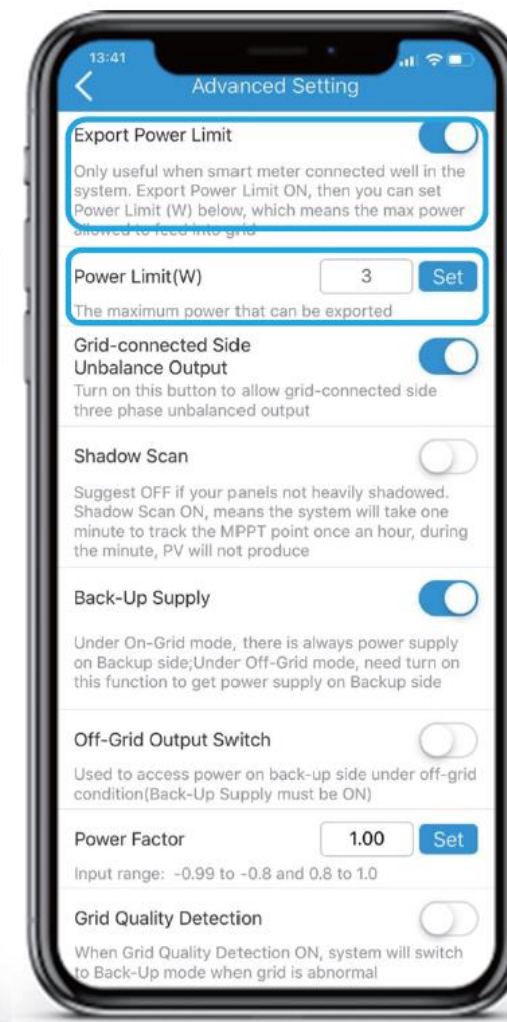 13:41
Advanced Setting
Export Power Limit
Only useful when smart meter connected well in the
system. Export Power Limit ON, then you can set
Power Limit (W) below, which means the max power
allowed to feed into grid
Power Limit(W) 3 Set
The maximum power that can be exported
Grid-connected Side
Unbalance Output
Turn on this button to allow grid-connected side
three phase unbalanced output
Shadow Scan
Suggest OFF if your panels not heavily shadowed.
Shadow Scan ON, means the system will take one
minute to track the MPPT point once an hour, during
the minute, PV will not produce
Back-Up Supply
Under On-Grid mode, there is always power supply
on Backup side;Under Off-Grid mode, need turn on
this function to get power supply on Backup side
Off-Grid Output Switch
Used to access power on back-up side under off-grid
condition(Back-Up Supply must be ON)
Power Factor 1.00 Set
Input range: -0.99 to -0.8 and 0.8 to 1.0
Grid Quality Detection
When Grid Quality Detection ON, system will switch
to Back-Up mode when grid is abnormal